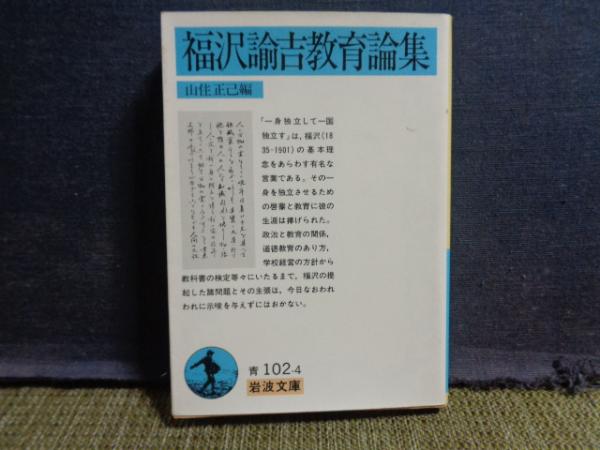 福沢諭吉教育論集
山住正己編
「一身独立して一国
独立す」は、福沢(18
35-1901)の基本理
念をあらわす有名な
言葉である。その一
身を独立させるため
の啓蒙と教育に彼の
生涯は捧げられた。
政治と教育の関係,
道徳教育のあり方,
学校経営の方針から
教科書の検定等々にいたるまで、福沢の提
起した諸問題とその主張は、今日なおわれ
われに示唆を与えずにはおかない。
青 102-4
岩波文庫